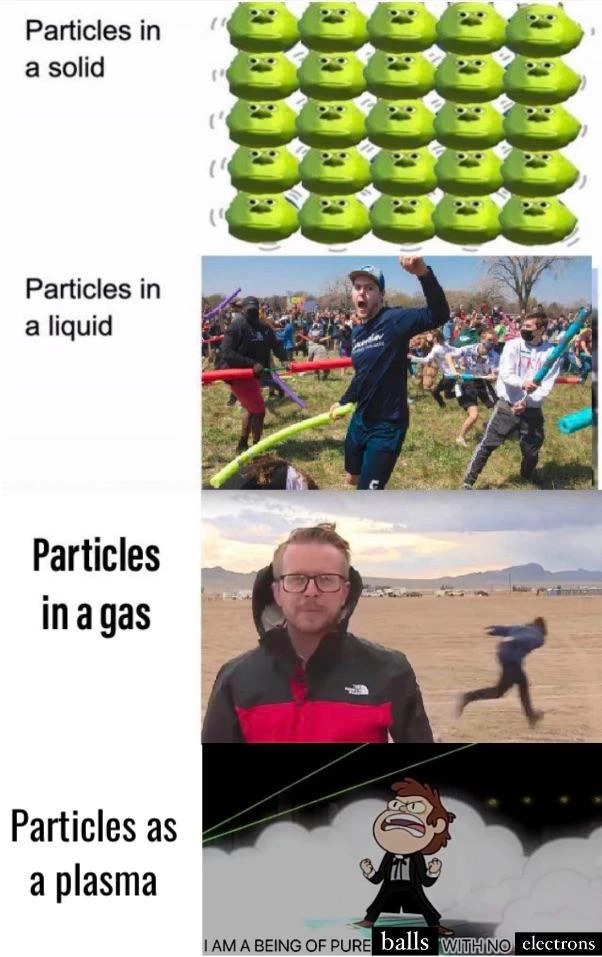 Particles in
a solid
Particles in
a liquid
Particles
in a gas
Particles as
a plasma
I AM A BEING OF PURE balls WITH NO electrons